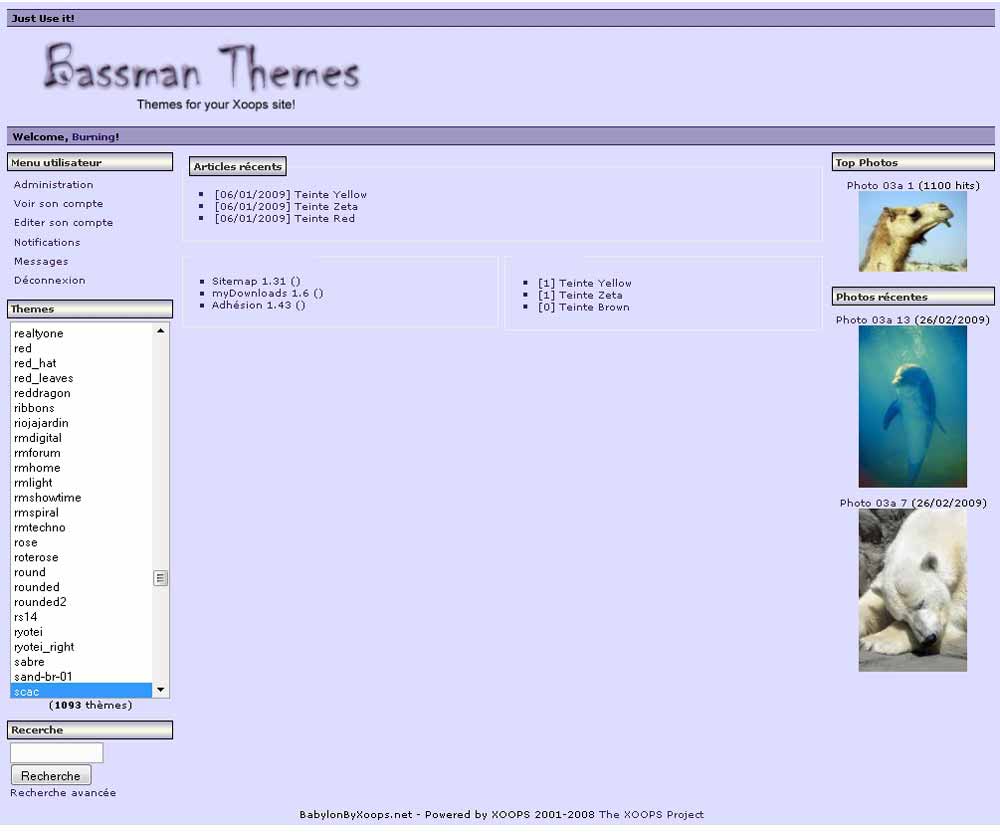 Just Use it!
Bassman Themes
Themes for your Xoops site!
Welcome, Burning!
Menu utilisateur
Administration
Voir son compte
Editer son compte
Notifications
Messages
Déconnexion
Themes
realtyone
red
red_hat
red_leaves
reddragon
ribbons
riojajardin
rmdigital
rmforum
rmhome
rmlight
rmshowtime
rmspiral
rmtechno
rose
roterose
round
rounded
rounded2
rs14
ryotei
ryotei_right
sabre
sand-br-01
scac
(1093 thèmes)
Recerche
Recherche
Recherche avancée
Articles récents
[06/01/2009] Teinte Yellow
[06/01/2009] Teinte Zeta
[06/01/2009] Teinte Red
Sitemap 1.31 ()
myDownloads 1.6 ()
Adhésion 1.43 ()
[1] Teinte Yellow
[1] Teinte Zeta
[0] Teinte Brown
Top Photos
Photo 03a 1 (1100 hits)
Photos récentes
Photo 03a 13 (26/02/2009)
Photo 03a 7 (26/02/2009)
BabylonByXoops.net - Powered by XOOPS 2001-2008 The XOOPS Project